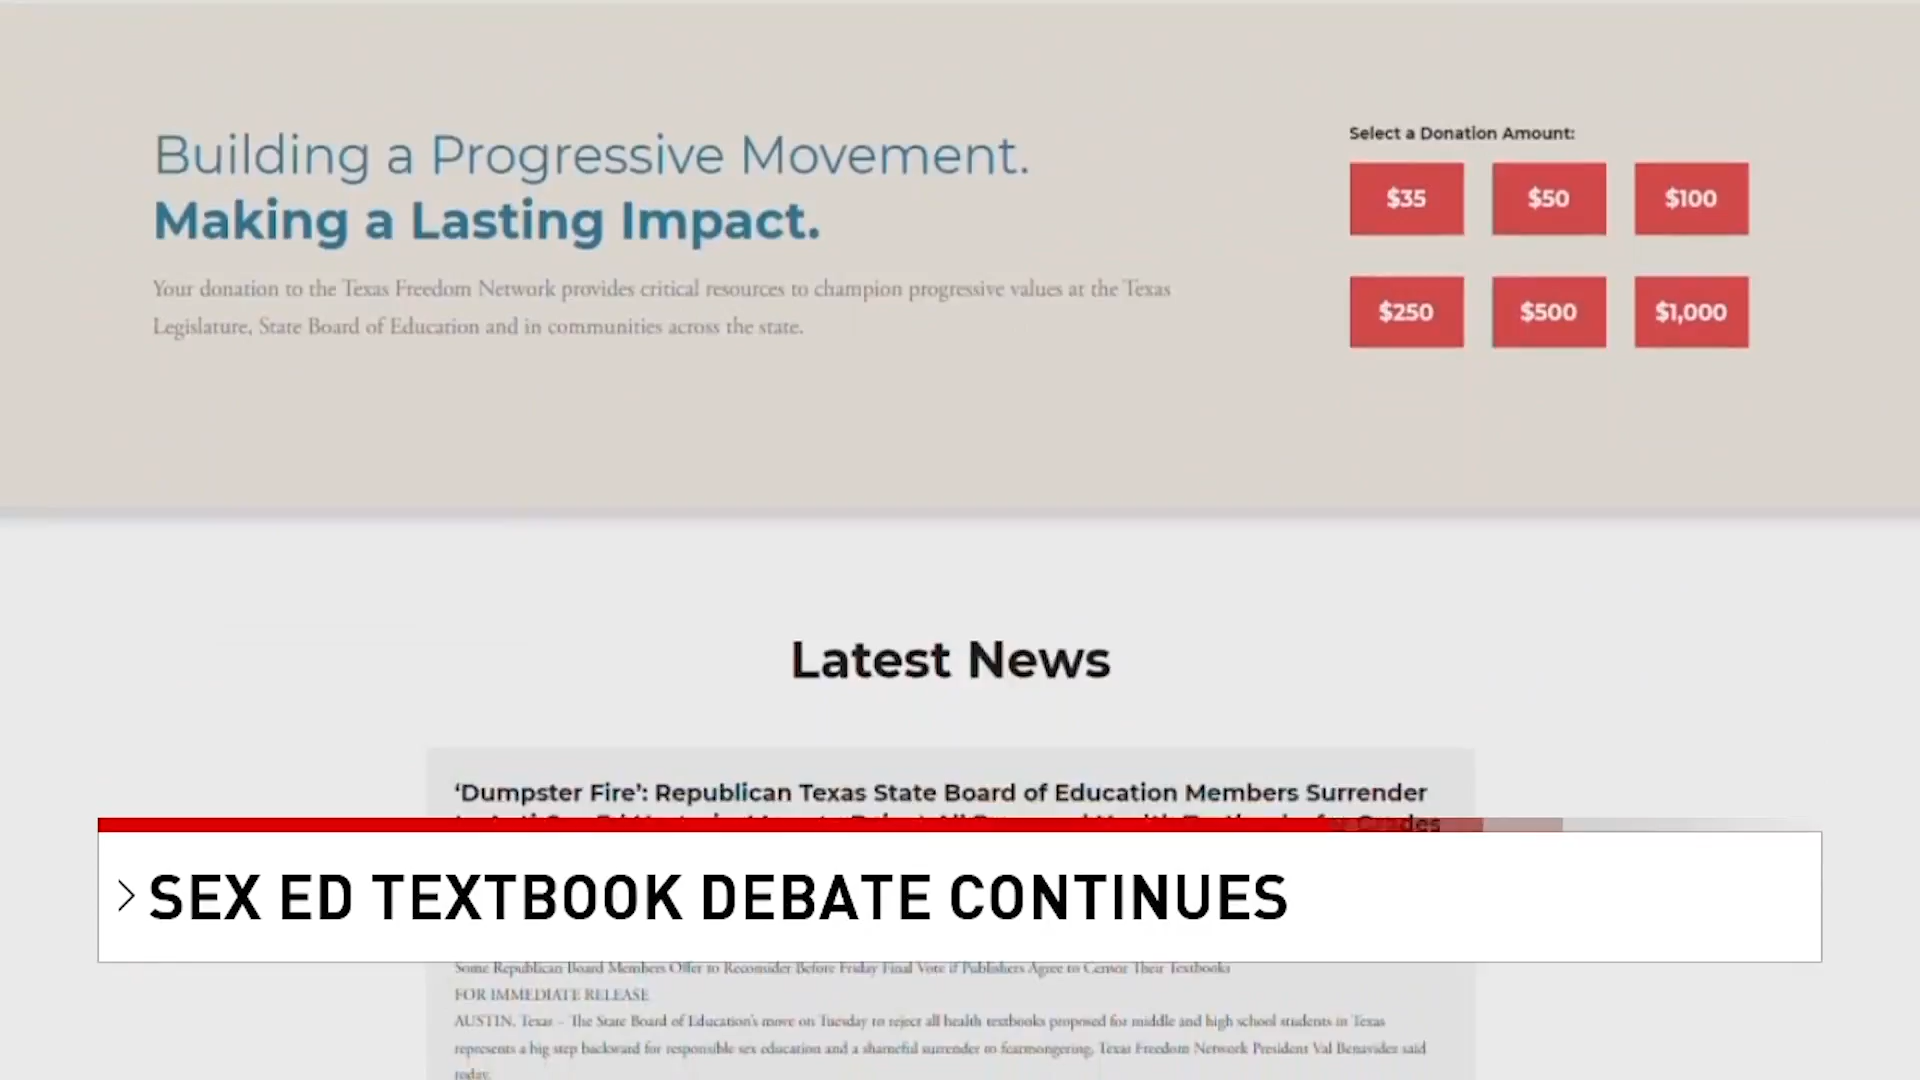 Building a Progressive Movement.
Making a Lasting Impact.
Your donation to the Texas Freedom Network provides critical resources to champion progressive values at the Texas
Legislature, State Board of Education and in communities across the state.
Select a Donation Amount:
$35 $50 $100
$250 $500 $1,000
Latest News
‘Dumpster Fire’: Republican Texas State Board of Education Members Surrender
> SEX ED TEXTBOOK DEBATE CONTINUES
Some Republican Board Members Offer to Reconsider Before Friday Final Vote if Publishers Agree to Censor Their Textbooks
FOR IMMEDIATE RELEASE
AUSTIN, Texas – The State Board of Education's move on Tuesday to reject all health textbooks proposed for middle and high school students in Texas
represents a big step backward for responsible sex education and a shameful surrender to fearmongering, Texas Freedom Network President Val Benavidez said
today.